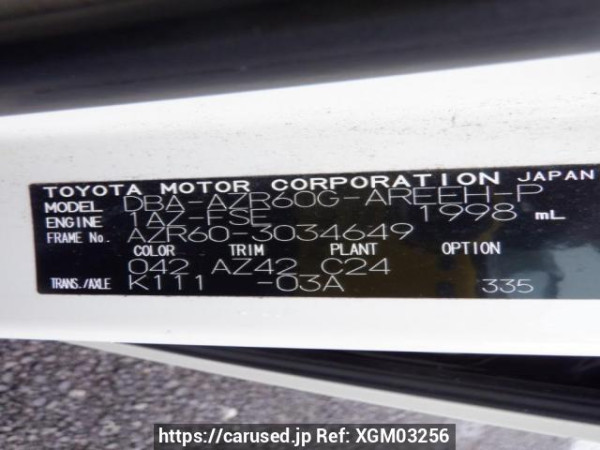 TOYOTA MOTOR CORPORATION JAPAN
MODEL DBA-AZR60G-AREEH-P
ENGINE 1AZ-FSE 1998 mL
FRAME No. AZR60-3034649
COLOR TRIM PLANT OPTION
042 AZ42 C24
TRANS./AXLE K111 -03A 335
https://carused.jp Ref: XGM03256